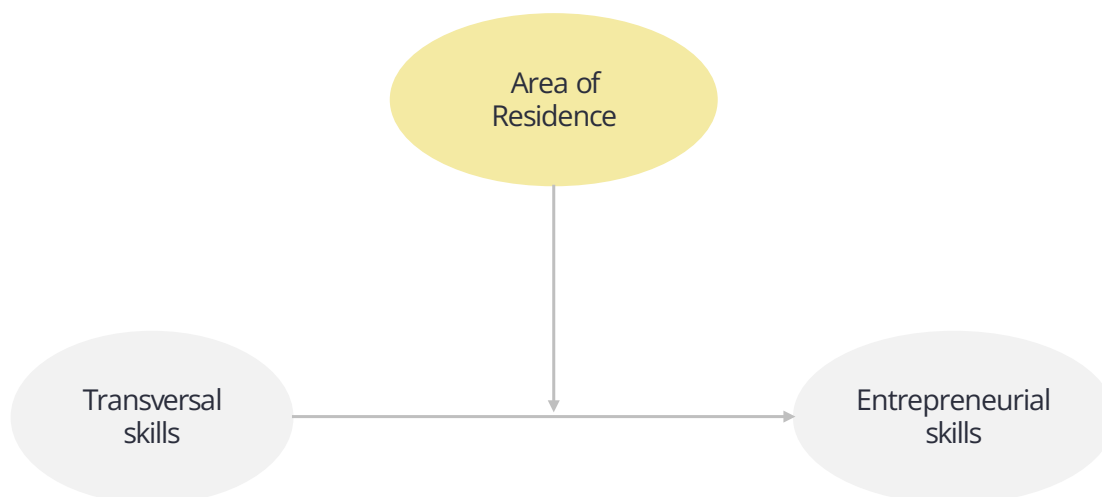 Area of
Residence
Transversal
skills
Entrepreneurial
skills